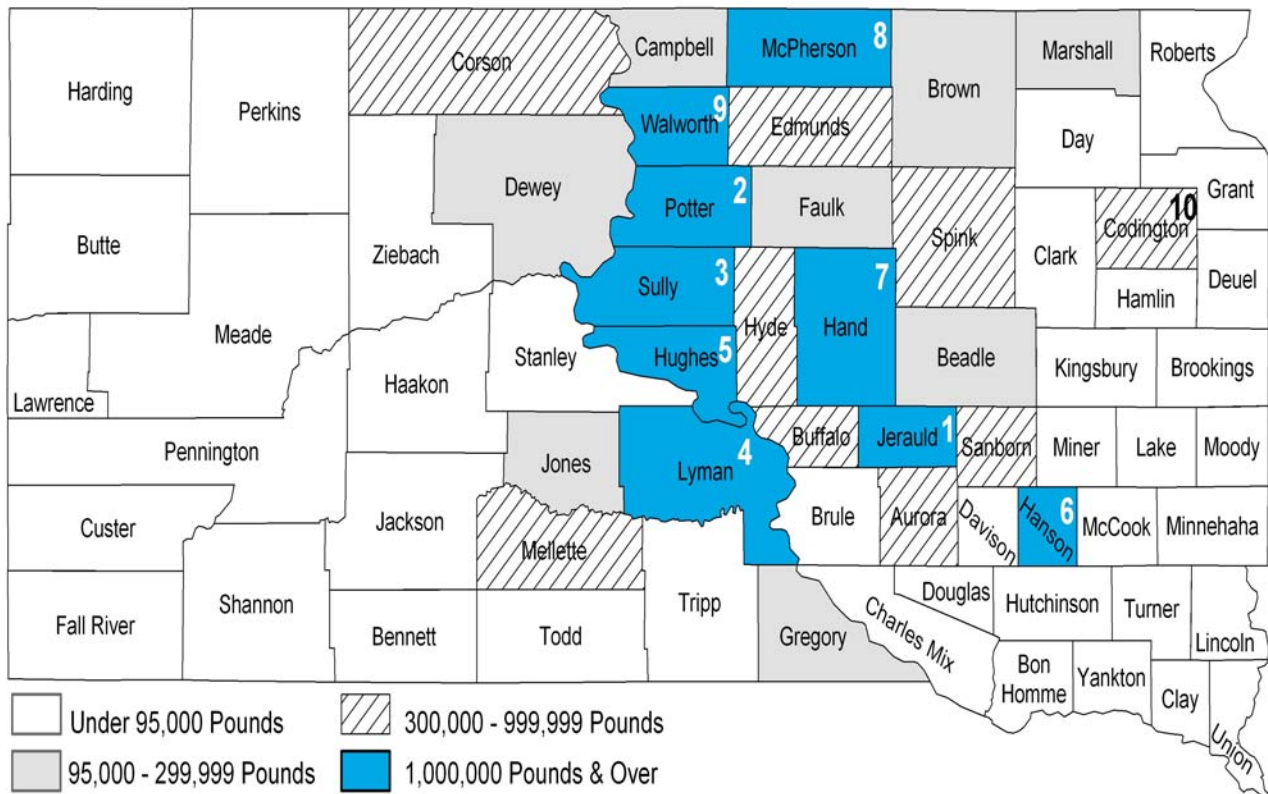 Harding
Perkins
Corson
Campbell
McPherson 8
Brown
Marshall
Roberts
Walworth 9
Edmunds
Day
Grant
Butte
Dewey
Potter 2
Faulk
Spink
Codington 10
Ziebach
Clark
Hamlin
Deuel
Meade
Sully 3
Hyde
Hand 7
Stanley
Hughes 5
Beadle
Kingsbury
Brookings
Lawrence
Haakon
Pennington
Jones
Lyman 4
Buffalo
Jerauld 1
Sanborn
Miner
Lake
Moody
Custer
Jackson
Mellette
Brule
Aurora
Davison
Hanson 6
McCook
Minnehaha
Fall River
Shannon
Bennett
Todd
Tripp
Gregory
Charles Mix
Douglas
Hutchinson
Turner
Lincoln
Bon
Homme
Yankton
Clay
Union
Under 95,000 Pounds
300,000 - 999,999 Pounds
95,000 - 299,999 Pounds
1,000,000 Pounds & Over